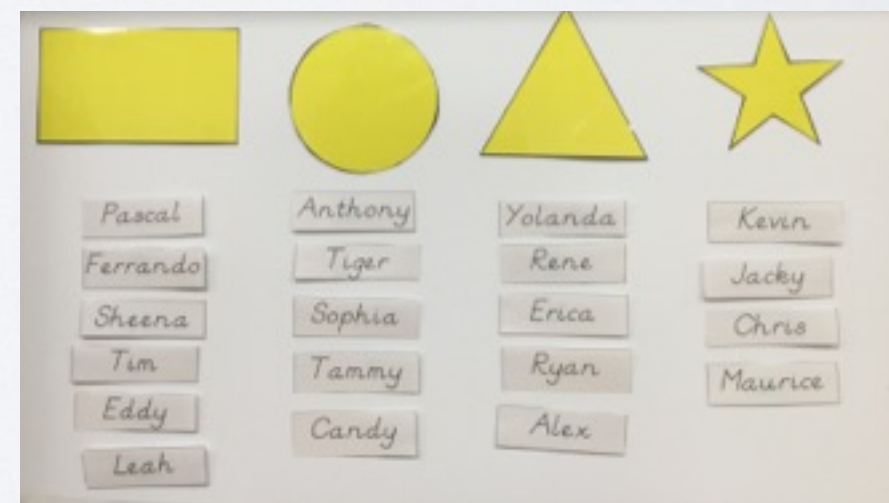 Pascal
Ferrando
Sheena
Tim
Eddy
Leah
Anthony
Tiger
Sophia
Tammy
Candy
Yolanda
Rene
Erica
Ryan
Alex
Kevin
Jacky
Chris
Maurice